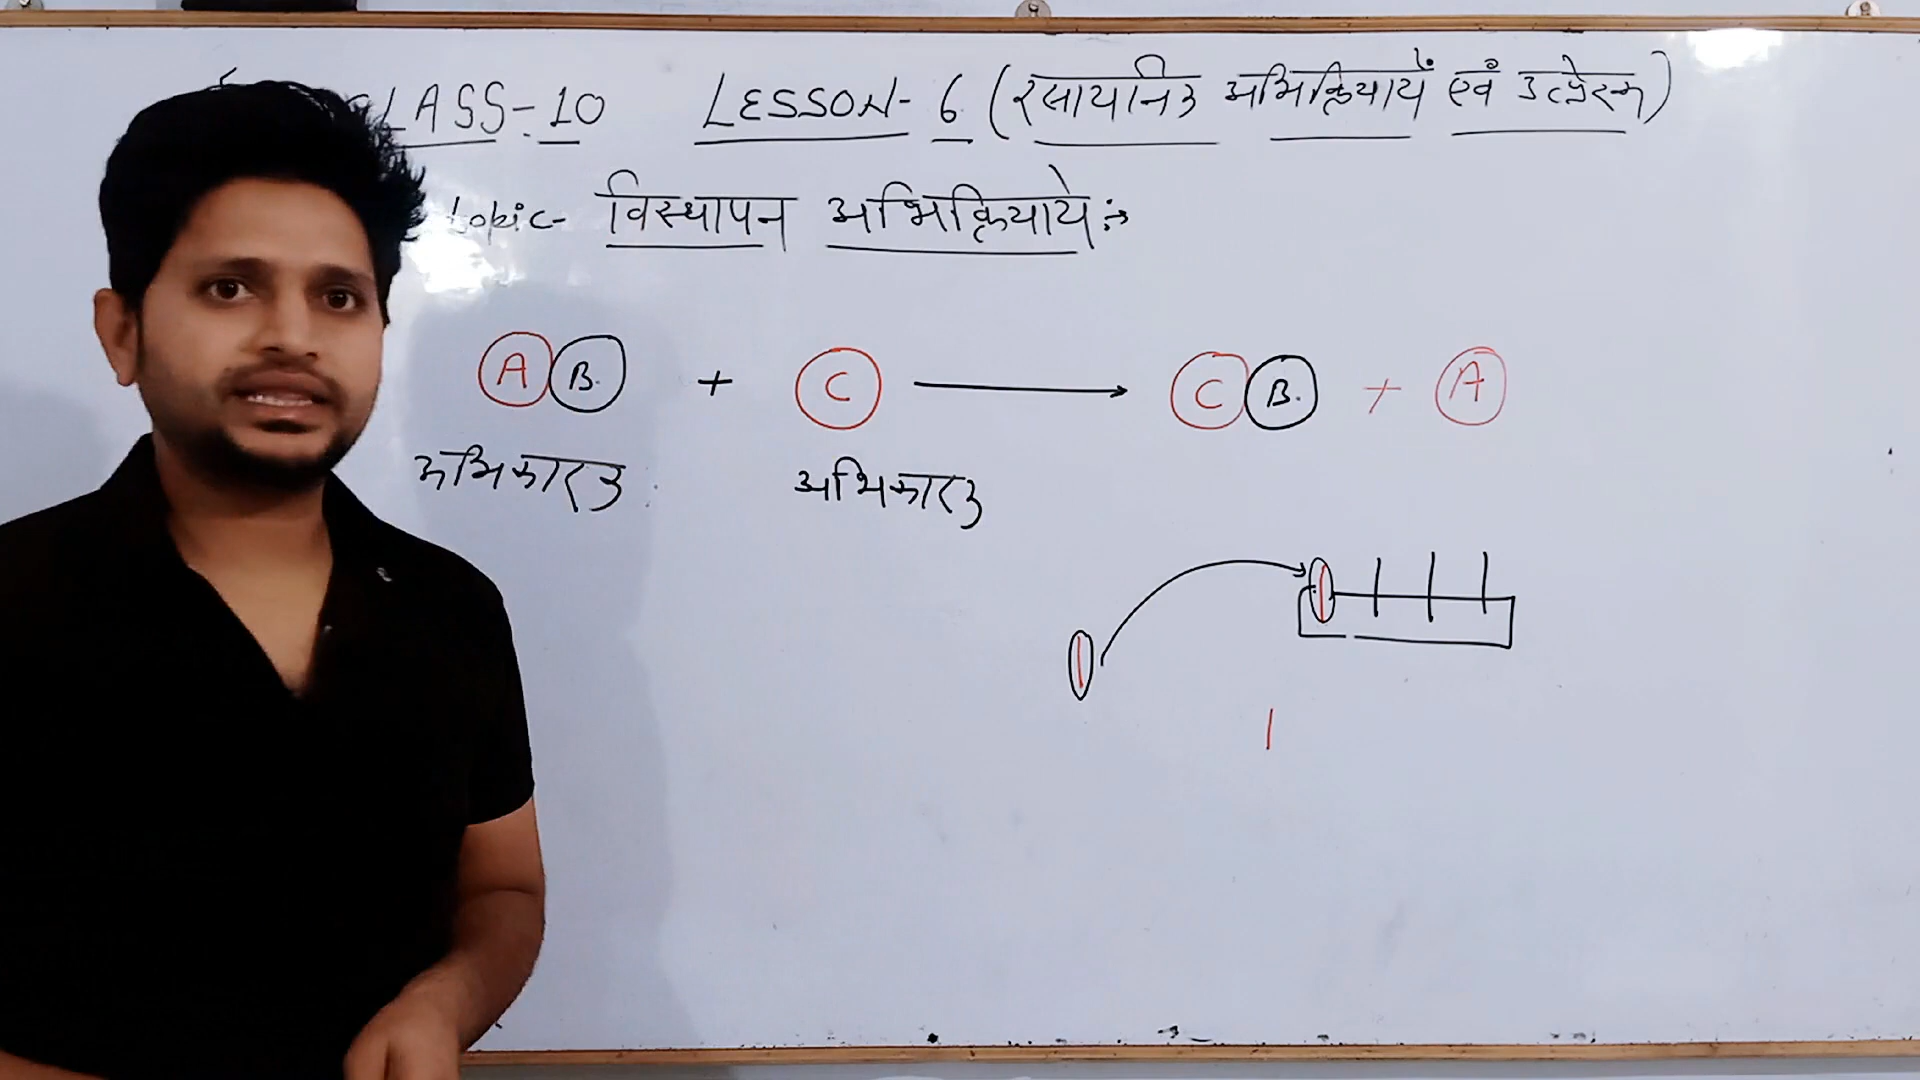 CLASS-10 LESSON-6 (रसायनिक अभिक्रियायें एवं उत्प्रेरक)
topic- विस्थापन अभिक्रियाये:→
A B + C → C B + A
अभिकारक अभिकारक